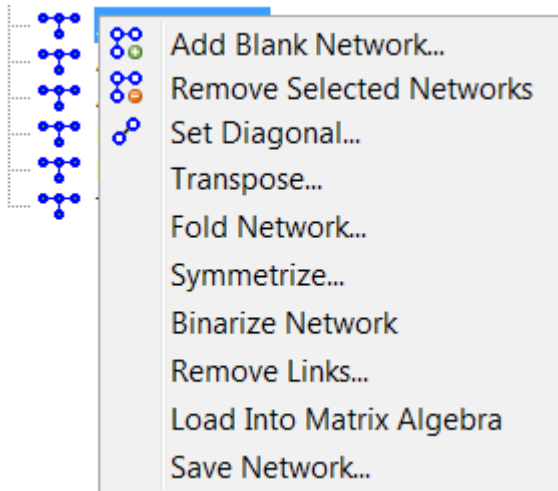 Add Blank Network...
Remove Selected Networks
Set Diagonal...
Transpose...
Fold Network...
Symmetrize...
Binarize Network
Remove Links...
Load Into Matrix Algebra
Save Network...